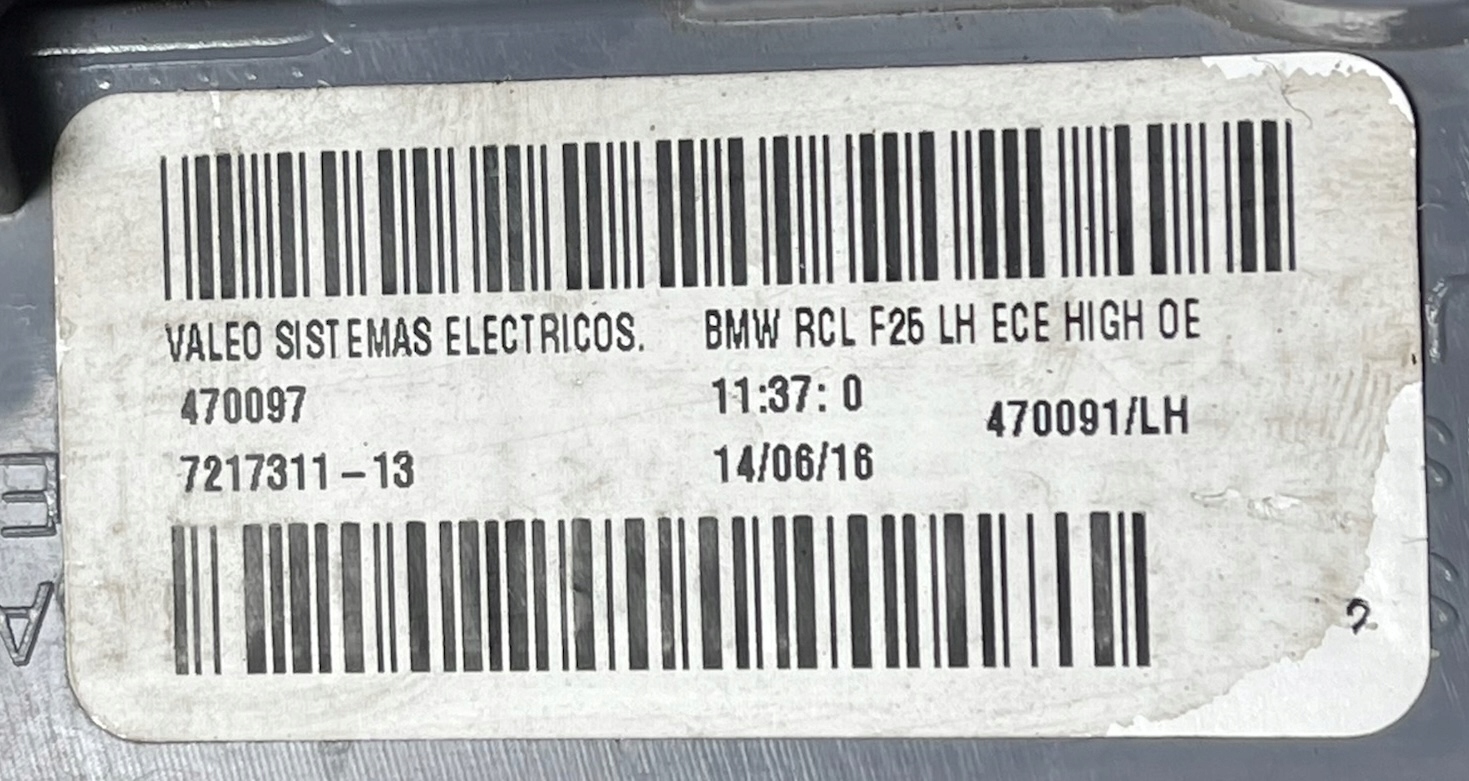 VALEO SISTEMAS ELECTRICOS. BMW RCL F25 LH ECE HIGH OE
470097 11:37: 0 470091/LH
7217311-13 14/06/16